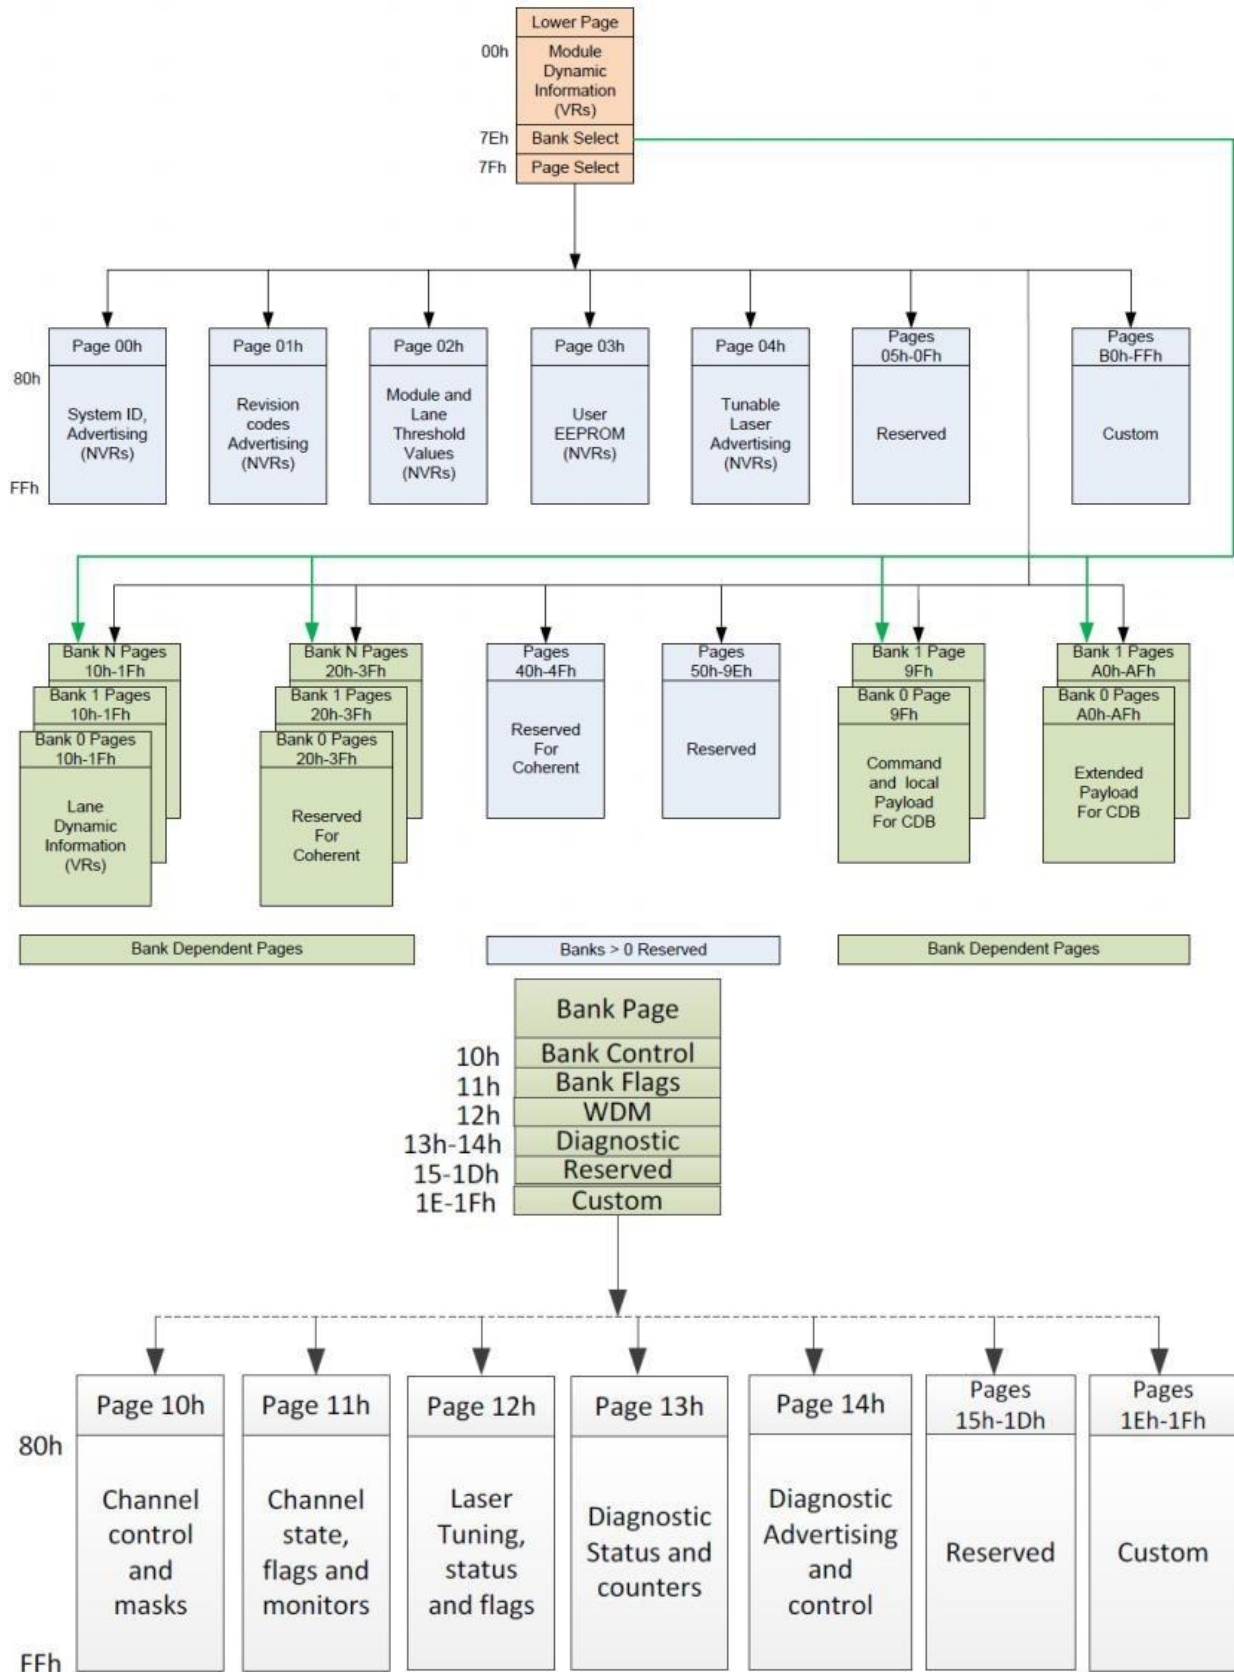 Lower Page
00h
Module
Dynamic
Information
(VRs)
7Eh
Bank Select
7Fh
Page Select
Page 00h
Page 01h
Page 02h
Page 03h
Page 04h
Pages
05h-0Fh
Pages
B0h-FFh
80h
System ID,
Advertising
(NVRs)
Revision
codes
Advertising
(NVRs)
Module and
Lane
Threshold
Values
(NVRs)
User
EEPROM
(NVRs)
Tunable
Laser
Advertising
(NVRs)
Reserved
Custom
FFh
Bank N Pages
10h-1Fh
Bank 1 Pages
10h-1Fh
Bank 0 Pages
10h-1Fh
Lane
Dynamic
Information
(VRs)
Bank N Pages
20h-3Fh
Bank 1 Pages
20h-3Fh
Bank 0 Pages
20h-3Fh
Reserved
For
Coherent
Pages
40h-4Fh
Reserved
For
Coherent
Pages
50h-9Eh
Reserved
Bank 1 Page
9Fh
Bank 0 Page
9Fh
Command
and local
Payload
For CDB
Bank 1 Pages
A0h-AFh
Bank 0 Pages
A0h-AFh
Extended
Payload
For CDB
Bank Dependent Pages
Banks > 0 Reserved
Bank Dependent Pages
Bank Page
10h
Bank Control
11h
Bank Flags
12h
WDM
13h-14h
Diagnostic
15-1Dh
Reserved
1E-1Fh
Custom
Page 10h
Page 11h
Page 12h
Page 13h
Page 14h
Pages
15h-1Dh
Pages
1Eh-1Fh
80h
Channel
control
and
masks
Channel
state,
flags and
monitors
Laser
Tuning,
status
and flags
Diagnostic
Status and
counters
Diagnostic
Advertising
and
control
Reserved
Custom
FFh